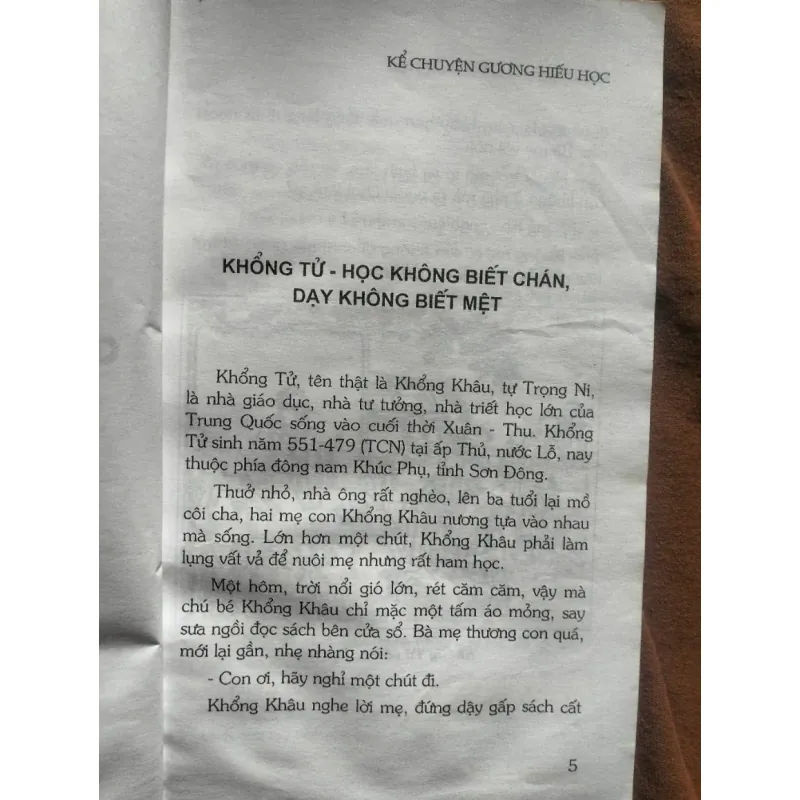 KỂ CHUYỆN GƯƠNG HIẾU HỌC
KHỔNG TỬ - HỌC KHÔNG BIẾT CHÁN,
DẠY KHÔNG BIẾT MỆT
Khổng Tử, tên thật là Khổng Khâu, tự Trọng Ni,
là nhà giáo dục, nhà tư tưởng, nhà triết học lớn của
Trung Quốc sống vào cuối thời Xuân - Thu. Khổng
Tử sinh năm 551-479 (TCN) tại ấp Thủ, nước Lỗ, nay
thuộc phía đông nam Khúc Phụ, tỉnh Sơn Đông.
Thuở nhỏ, nhà ông rất nghèo, lên ba tuổi lại mồ
côi cha, hai mẹ con Khổng Khâu nương tựa vào nhau
mà sống. Lớn hơn một chút, Khổng Khâu phải làm
lụng vất vả để nuôi mẹ nhưng rất ham học.
Một hôm, trời nổi gió lớn, rét căm căm, vậy mà
chú bé Khổng Khâu chỉ mặc một tấm áo mỏng, say
sưa ngồi đọc sách bên cửa sổ. Bà mẹ thương con quá,
mới lại gần, nhẹ nhàng nói:
- Con ơi, hãy nghỉ một chút đi.
Khổng Khâu nghe lời mẹ, đứng dậy gấp sách cất
5